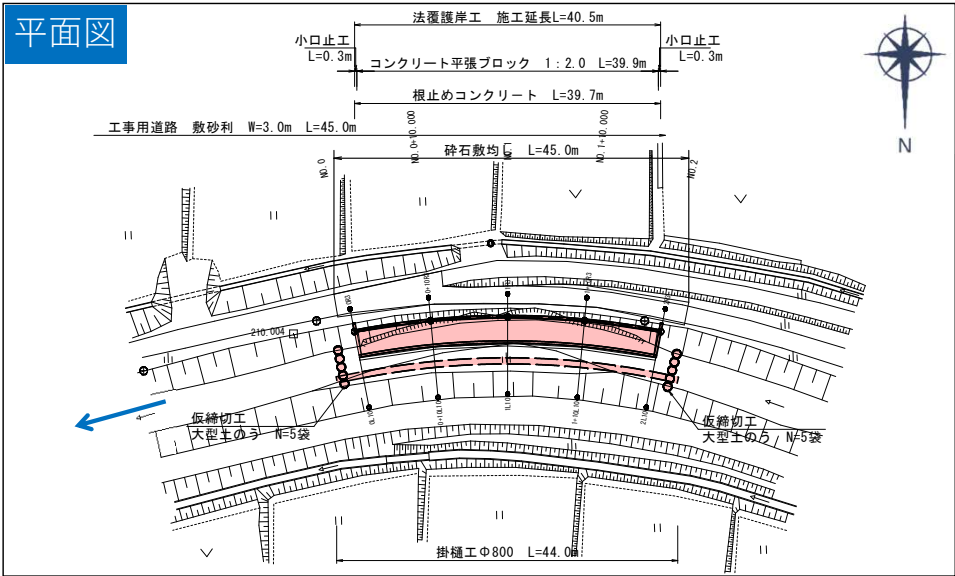 平面図
法覆護岸工 施工延長L=40.5m
小口止工
L=0.3m
小口止工
L=0.3m
コンクリート平張ブロック 1:2.0 L=39.9m
根止めコンクリート L=39.7m
工事用道路 敷砂利 W=3.0m L=45.0m
砕石敷均し L=45.0m
NO.0
NO.0+10.000
NO.1+10.000
NO.2
N
210.004
仮締切工
大型土のう N=5袋
仮締切工
大型土のう N=5袋
掛樋工Φ800 L=44.0m